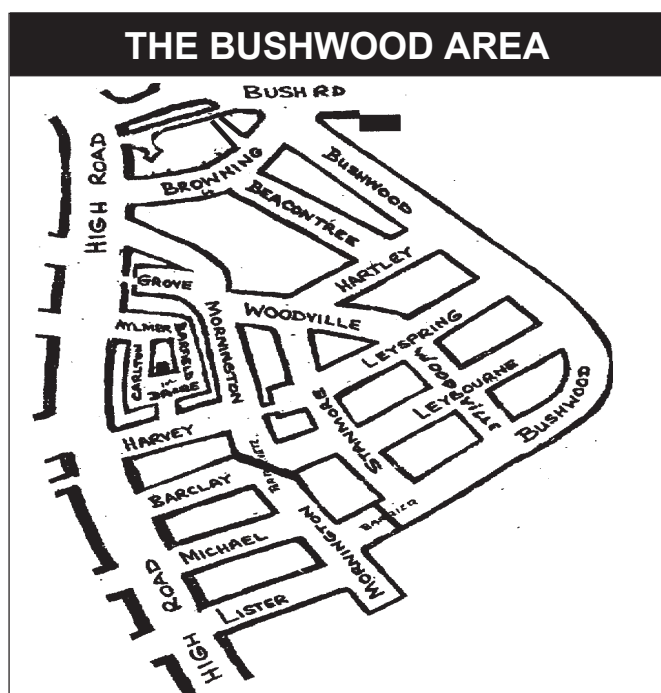 THE BUSHWOOD AREA
BUSH RD
HIGH ROAD
BROWNING
BUSHWOOD
BEACONTREE
HARTLEY
GROVE
MORNINGTON
WOODVILLE
AYLMER
CARLTON
LEYSPRING
LEYBOURNE
WOODVILLE
BUSHWOOD
STANMORE
HARVEY
BARCLAY
MORNINGTON
BARRIER
MICHAEL
LISTER
HIGH ROAD